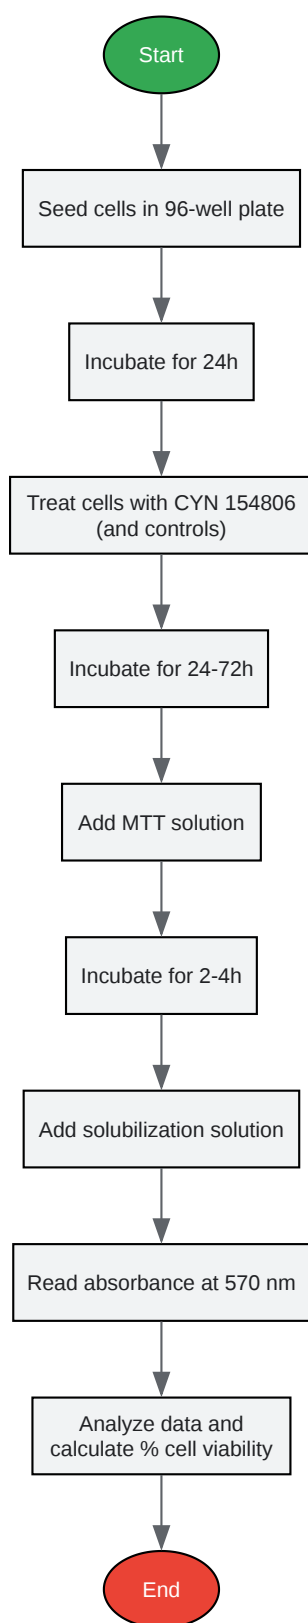 Start
Seed cells in 96-well plate
Incubate for 24h
Treat cells with CYN 154806
(and controls)
Incubate for 24-72h
Add MTT solution
Incubate for 2-4h
Add solubilization solution
Read absorbance at 570 nm
Analyze data and
calculate % cell viability
End